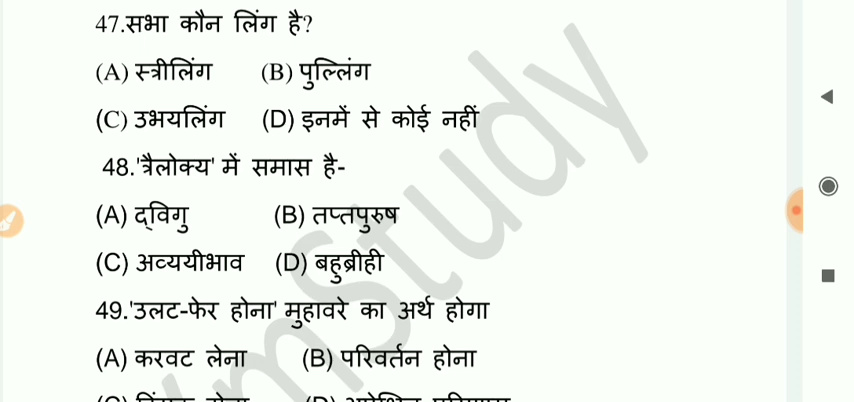 47.सभा कौन लिंग है?
(A) स्त्रीलिंग (B) पुल्लिंग
(C) उभयलिंग (D) इनमें से कोई नहीं
48.'त्रैलोक्य' में समास है-
(A) द्विगु (B) तप्तपुरुष
(C) अव्ययीभाव (D) बहुब्रीही
49.'उलट-फेर होना' मुहावरे का अर्थ होगा
(A) करवट लेना (B) परिवर्तन होना